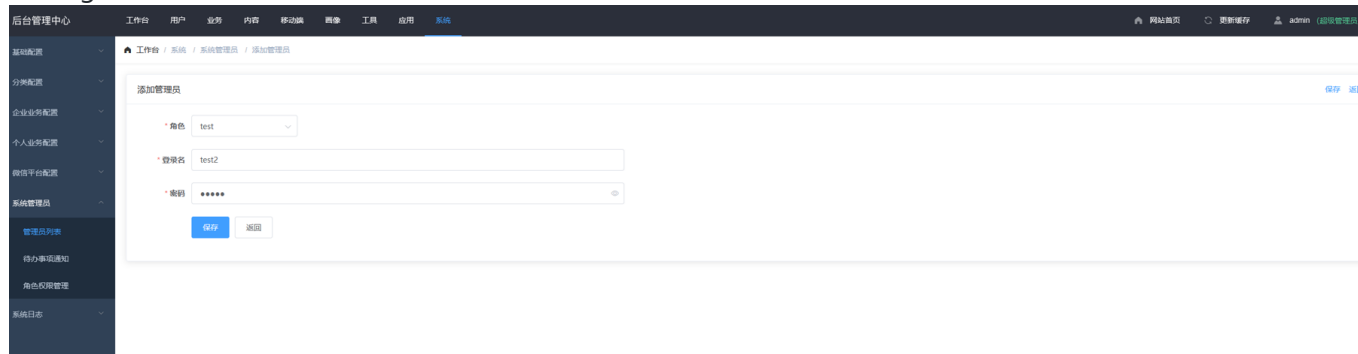 后台管理中心 工作台 用户 业务 内容 移动端 画像 工具 应用 系统 网站首页 更新缓存 admin (超级管理员
基础配置 工作台 / 系统 / 系统管理员 / 添加管理员
分类配置 添加管理员 保存
企业业务配置
* 角色 test
个人业务配置
* 登录名 test2
微信平台配置
* 密码 •••••
系统管理员
保存 返回
管理员列表
待办事项通知
角色权限管理
系统日志